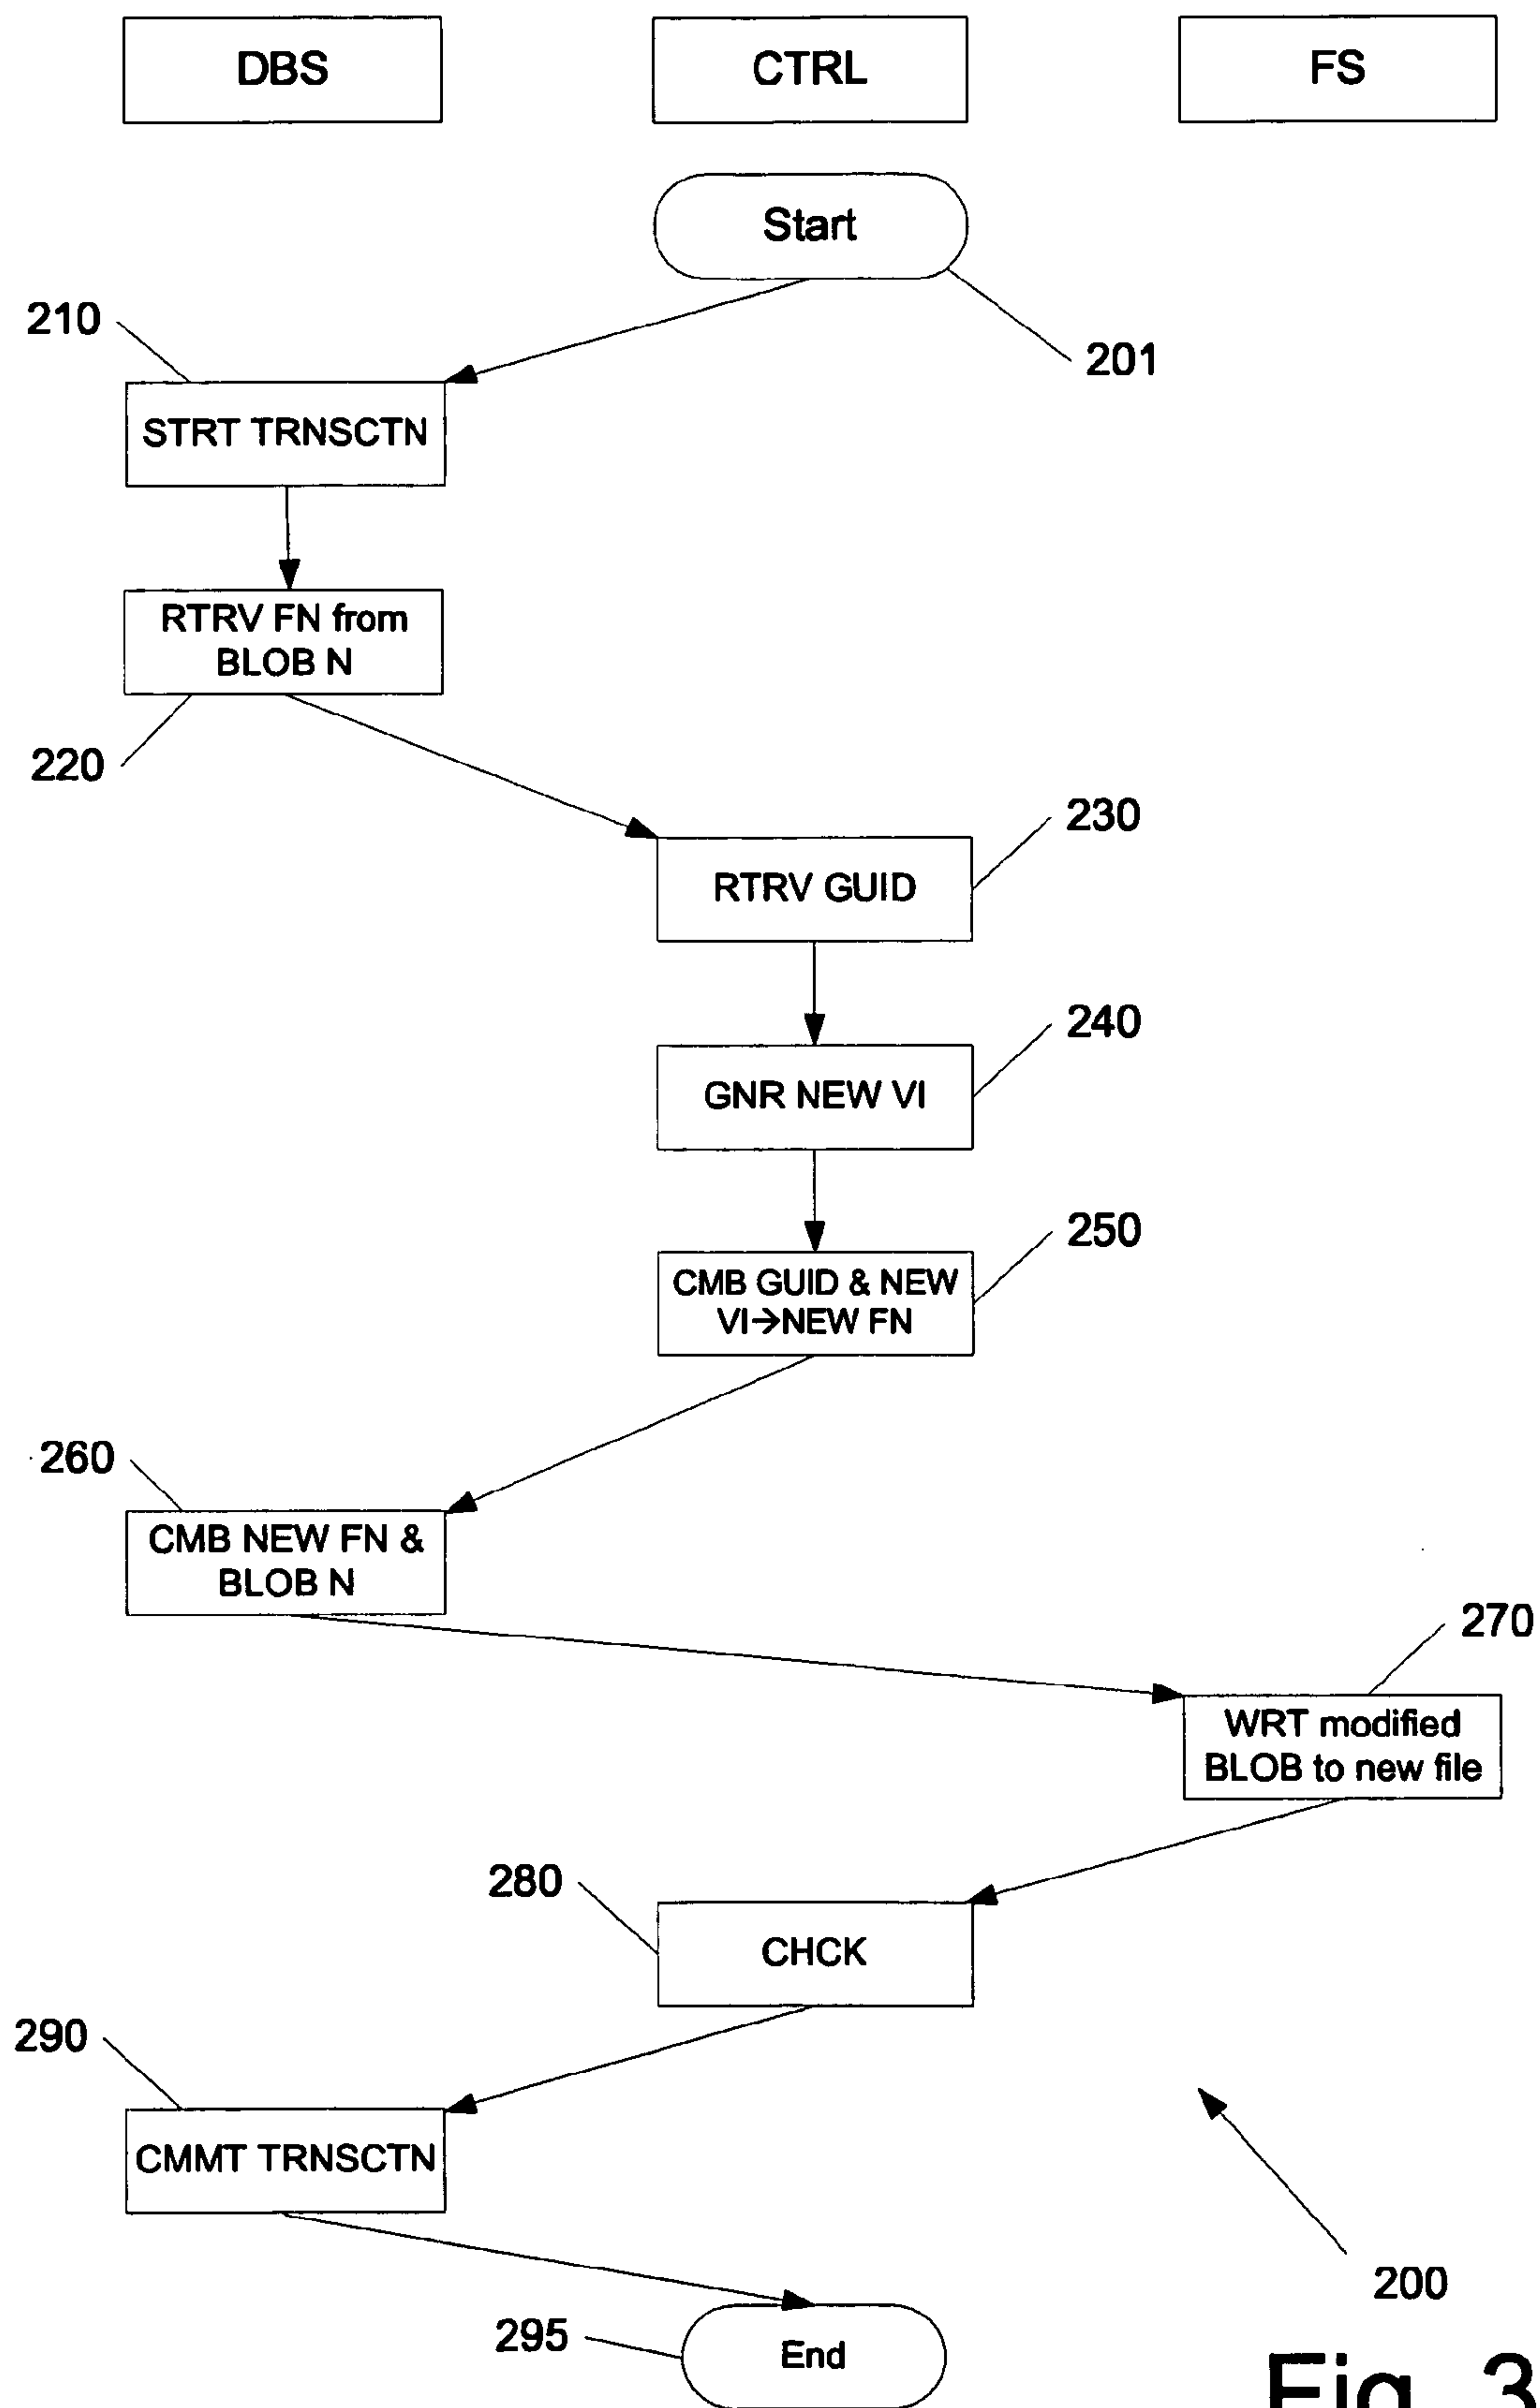 DBS
CTRL
FS
Start
210
201
STRT TRNSCTN
RTRV FN from
BLOB N
220
230
RTRV GUID
240
GNR NEW VI
250
CMB GUID & NEW
VI→NEW FN
260
CMB NEW FN &
BLOB N
270
WRT modified
BLOB to new file
280
CHCK
290
CMMT TRNSCTN
200
295
End
Fig. 3